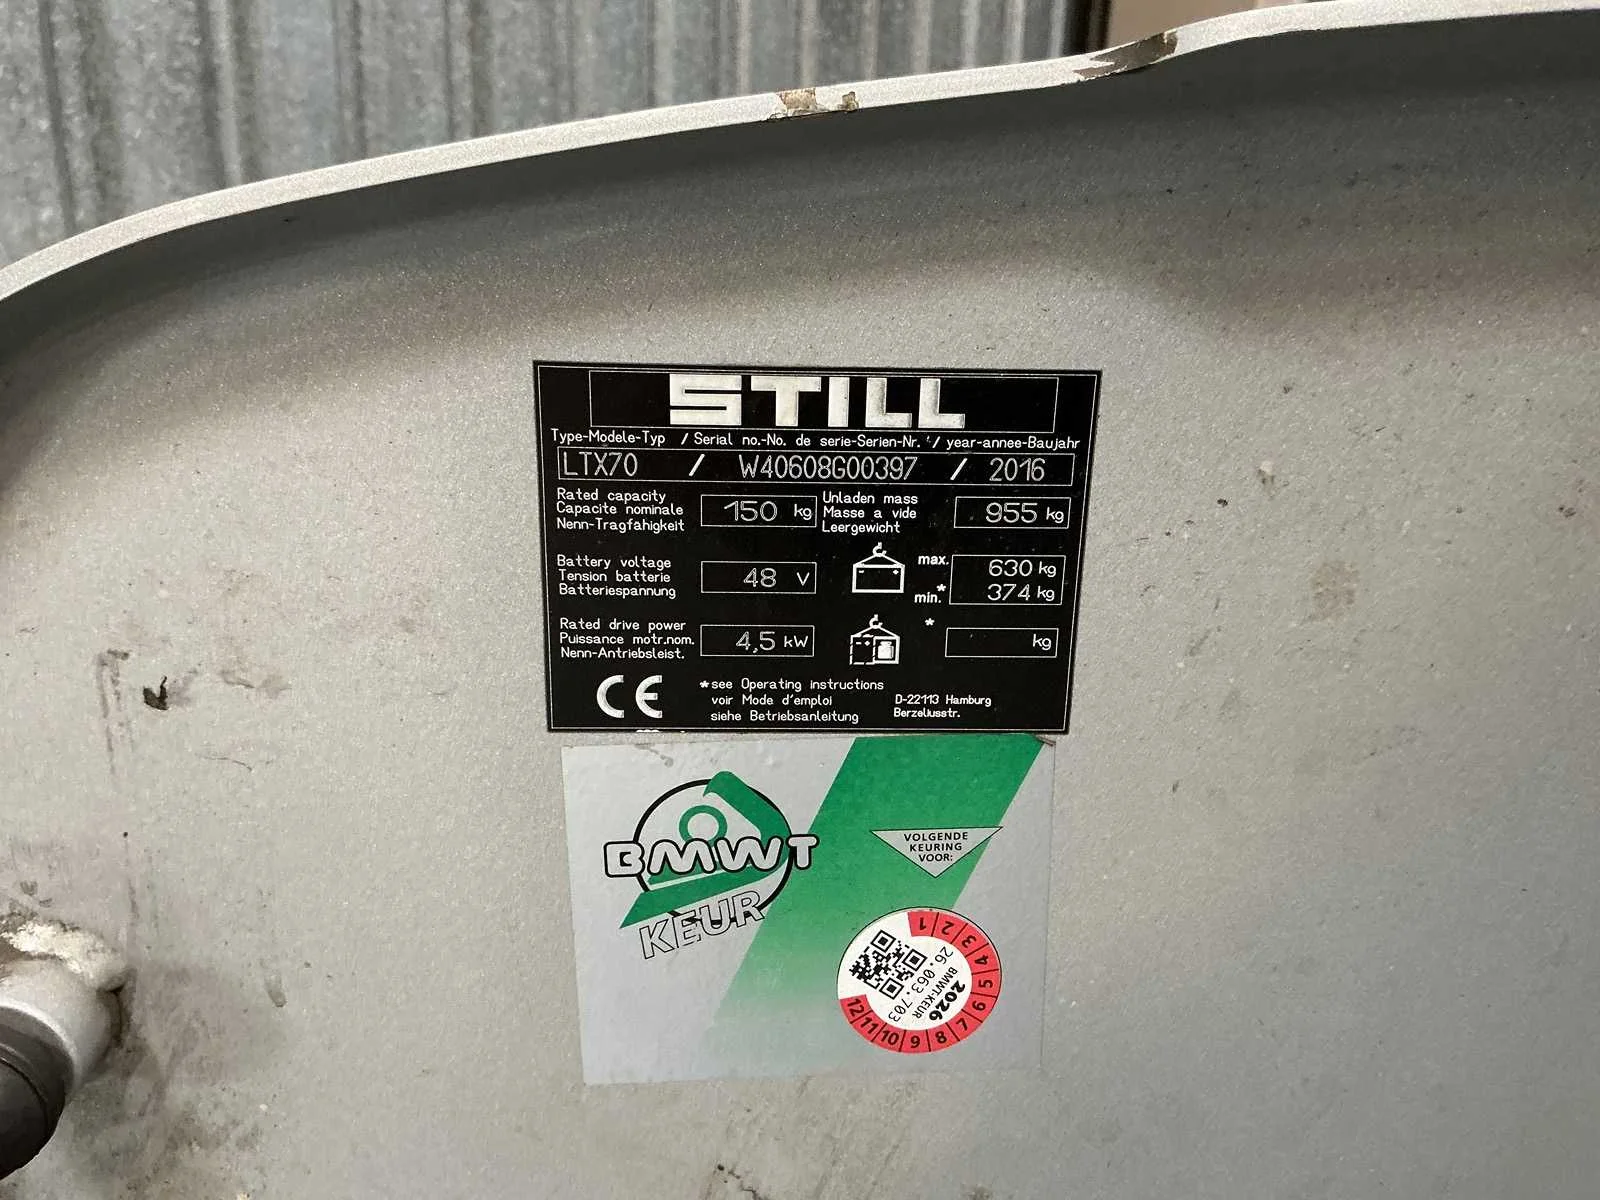 STILL
Type-Modele-Typ / Serial no.-No. de serie-Serien-Nr. / year-annee-Baujahr
LTX70 / W40608G00397 / 2016
Rated capacity
Capacite nominale
Nenn-Tragfähigkeit
150 kg
Unladen mass
Masse a vide
Leergewicht
955 kg
Battery voltage
Tension batterie
Batteriespannung
48 V
max. 630 kg
min.* 374 kg
Rated drive power
Puissance motr.nom.
Nenn-Antriebsleist.
4,5 kW
* kg
CE
*see Operating instructions
voir Mode d'emploi
siehe Betriebsanleitung
D-22113 Hamburg
Berzeliusstr.
BMWT
KEUR
VOLGENDE
KEURING
VOOR:
1 2 3 4 5 6 7 8 9 10 11 12
26.063.703
BMWT-KEUR
2026